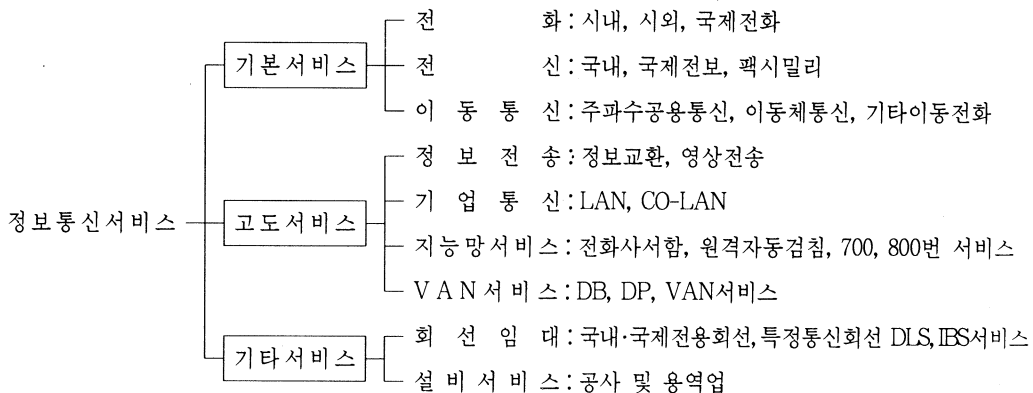 전 화 : 시내, 시외, 국제전화
기본서비스
전 신 : 국내, 국제전보, 팩시밀리
이 동 통 신 : 주파수공용통신, 이동체통신, 기타이동전화
정 보 전 송 : 정보교환, 영상전송
기 업 통 신 : LAN, CO-LAN
정보통신서비스
고도서비스
지능망서비스 : 전화사서함, 원격자동검침, 700, 800번 서비스
V A N 서 비 스 : DB, DP, VAN서비스
회 선 임 대 : 국내·국제전용회선, 특정통신회선 DLS, IBS서비스
기타서비스
설비서비스 : 공사 및 용역업